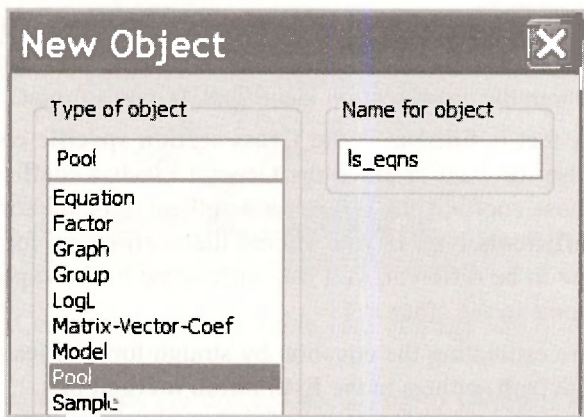 New Object
Type of object
Name for object
Pool
ls_eqns
Equation
Factor
Graph
Group
LogL
Matrix-Vector-Coef
Model
Pool
Sample